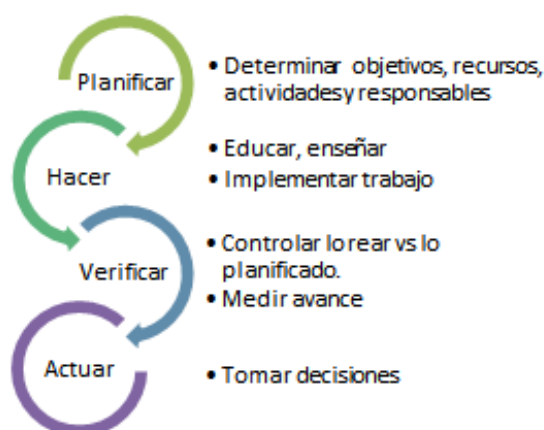 Planificar
• Determinar objetivos, recursos,
actividades y responsables
Hacer
• Educar, enseñar
• Implementar trabajo
Verificar
• Controlar lo rear vs lo
planificado.
• Medir avance
Actuar
• Tomar decisiones